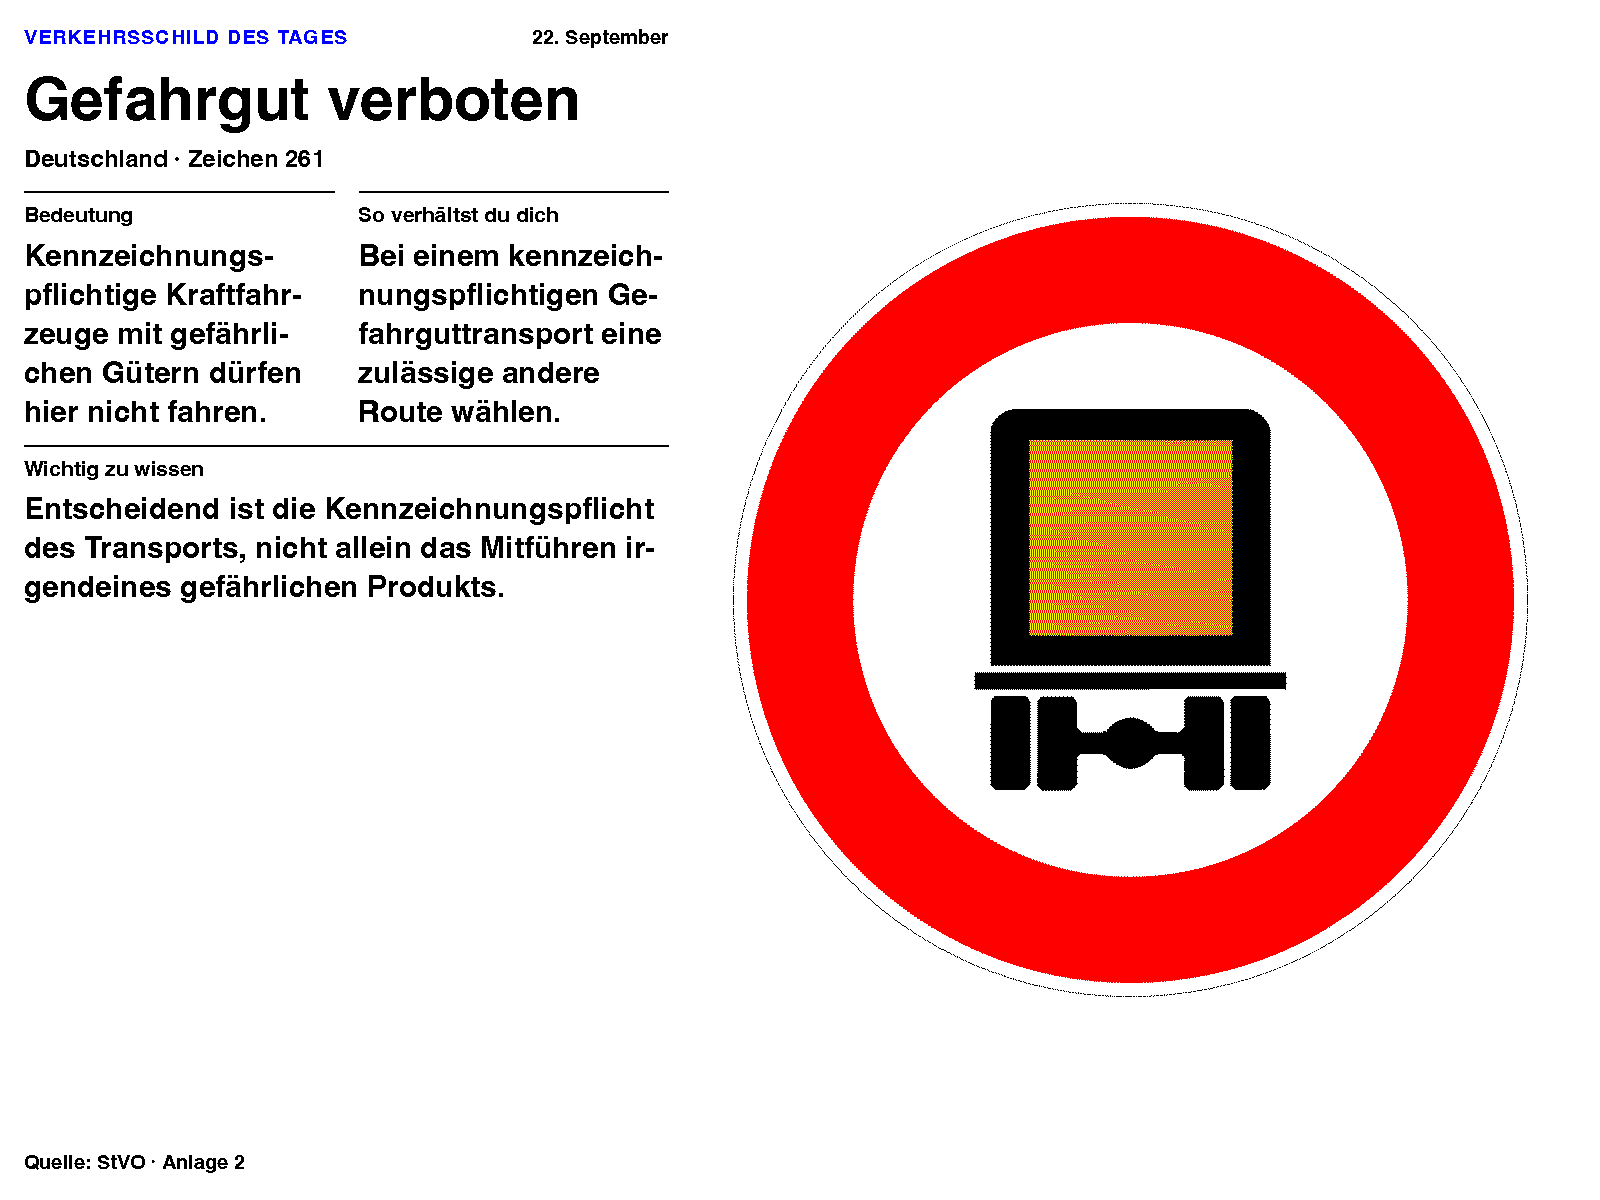 VERKEHRSSCHILD DES TAGES
22. September
Gefahrgut verboten
Deutschland · Zeichen 261
Bedeutung
Kennzeichnungs-
pflichtige Kraftfahr-
zeuge mit gefährli-
chen Gütern dürfen
hier nicht fahren.
So verhältst du dich
Bei einem kennzeich-
nungspflichtigen Ge-
fahrguttransport eine
zulässige andere
Route wählen.
Wichtig zu wissen
Entscheidend ist die Kennzeichnungspflicht
des Transports, nicht allein das Mitführen ir-
gendeines gefährlichen Produkts.
Quelle: StVO · Anlage 2